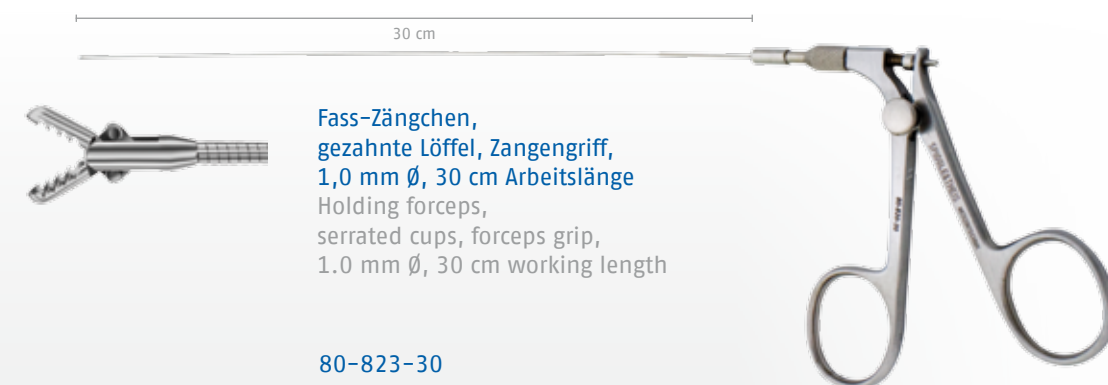 30 cm
Fass-Zängchen,
gezahnte Löffel, Zangengriff,
1,0 mm Ø, 30 cm Arbeitslänge
Holding forceps,
serrated cups, forceps grip,
1.0 mm Ø, 30 cm working length
80-823-30